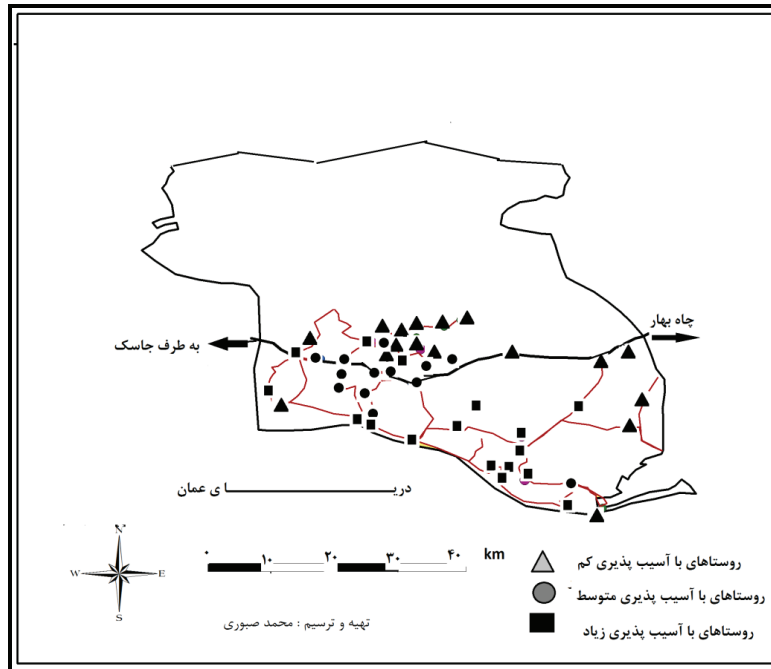 چاه بهار
به طرف جاسک
دریـــــــــــای عمان
N
W E
S
۰ ۱۰ ۲۰ ۳۰ ۴۰ km
روستاهای با آسیب پذیری کم
روستاهای با آسیب پذیری متوسط
روستاهای با آسیب پذیری زیاد
تهیه و ترسیم : محمد صبوری